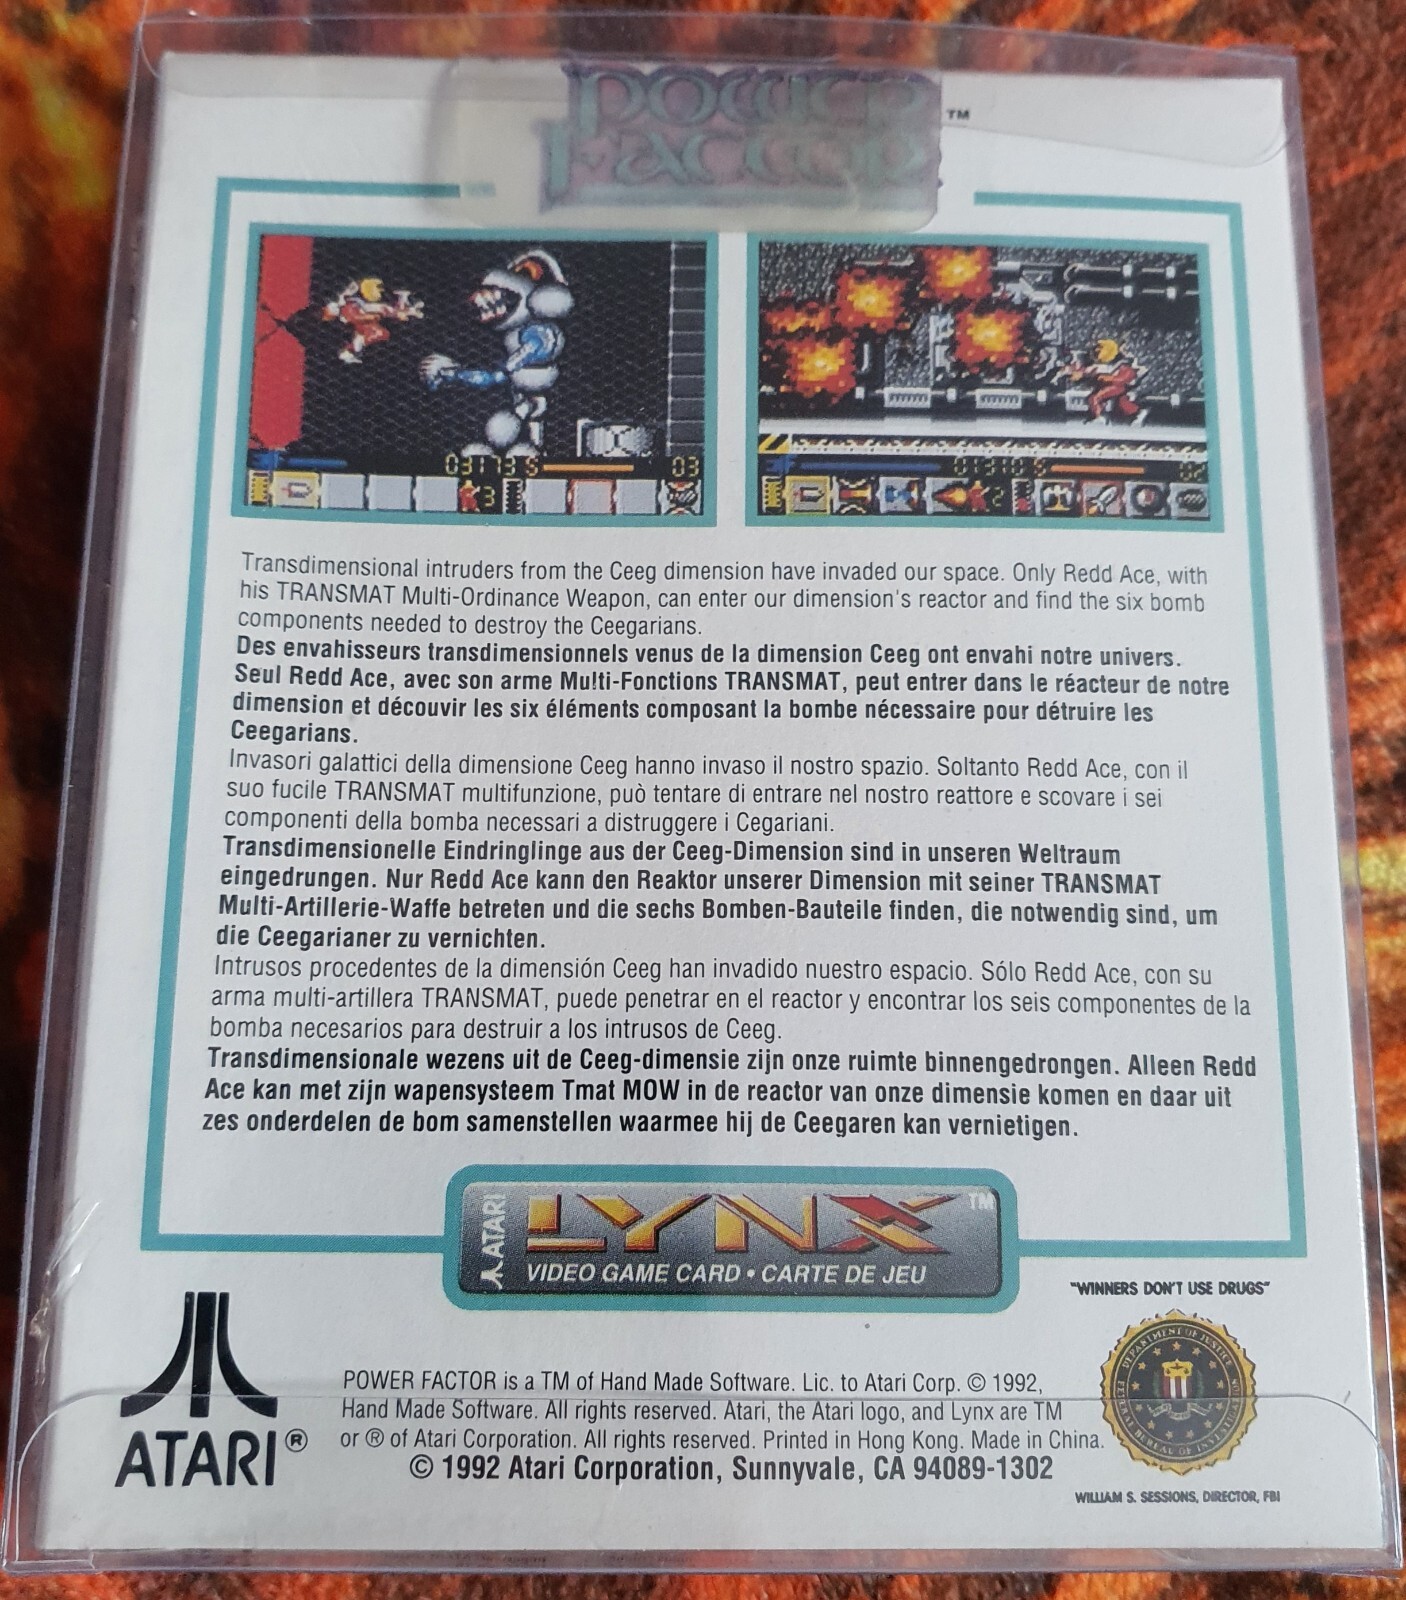 POWER
FACTOR TM
03173 S 03
3
01310 S 02
2
Transdimensional intruders from the Ceeg dimension have invaded our space. Only Redd Ace, with
his TRANSMAT Multi-Ordinance Weapon, can enter our dimension's reactor and find the six bomb
components needed to destroy the Ceegarians.
Des envahisseurs transdimensionnels venus de la dimension Ceeg ont envahi notre univers.
Seul Redd Ace, avec son arme Multi-Fonctions TRANSMAT, peut entrer dans le réacteur de notre
dimension et découvir les six éléments composant la bombe nécessaire pour détruire les
Ceegarians.
Invasori galattici della dimensione Ceeg hanno invaso il nostro spazio. Soltanto Redd Ace, con il
suo fucile TRANSMAT multifunzione, può tentare di entrare nel nostro reattore e scovare i sei
componenti della bomba necessari a distruggere i Cegariani.
Transdimensionelle Eindringlinge aus der Ceeg-Dimension sind in unseren Weltraum
eingedrungen. Nur Redd Ace kann den Reaktor unserer Dimension mit seiner TRANSMAT
Multi-Artillerie-Waffe betreten und die sechs Bomben-Bauteile finden, die notwendig sind, um
die Ceegarianer zu vernichten.
Intrusos procedentes de la dimensión Ceeg han invadido nuestro espacio. Sólo Redd Ace, con su
arma multi-artillera TRANSMAT, puede penetrar en el reactor y encontrar los seis componentes de la
bomba necesarios para destruir a los intrusos de Ceeg.
Transdimensionale wezens uit de Ceeg-dimensie zijn onze ruimte binnengedrongen. Alleen Redd
Ace kan met zijn wapensysteem Tmat MOW in de reactor van onze dimensie komen en daar uit
zes onderdelen de bom samenstellen waarmee hij de Ceegaren kan vernietigen.
ATARI LYNX TM
VIDEO GAME CARD • CARTE DE JEU
"WINNERS DON'T USE DRUGS"
DEPARTMENT OF JUSTICE
FEDERAL BUREAU OF INVESTIGATION
WILLIAM S. SESSIONS, DIRECTOR, FBI
ATARI ®
POWER FACTOR is a TM of Hand Made Software. Lic. to Atari Corp. © 1992,
Hand Made Software. All rights reserved. Atari, the Atari logo, and Lynx are TM
or ® of Atari Corporation. All rights reserved. Printed in Hong Kong. Made in China.
© 1992 Atari Corporation, Sunnyvale, CA 94089-1302